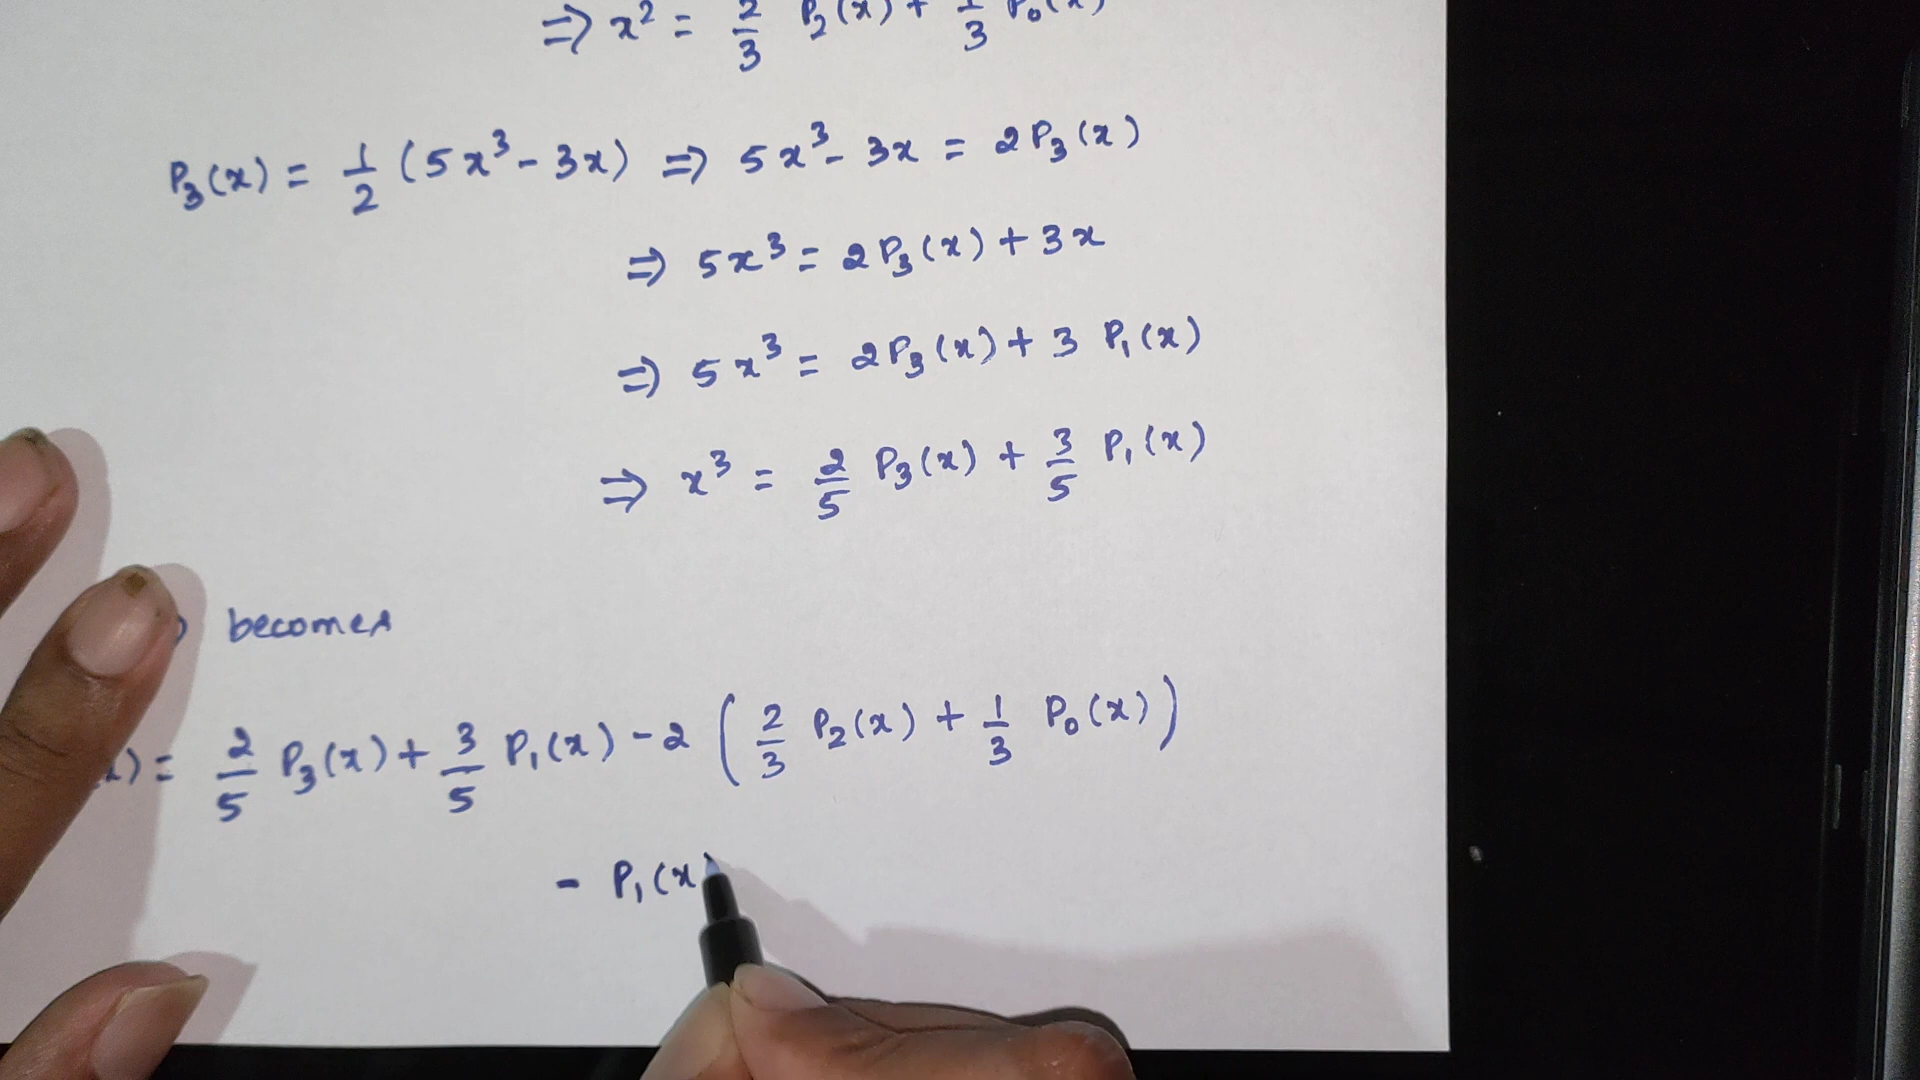 ⇒ x² = 2/3 P₂(x) + 1/3 P₀(x)
P₃(x) = 1/2 (5x³ - 3x) ⇒ 5x³ - 3x = 2P₃(x)
⇒ 5x³ = 2P₃(x) + 3x
⇒ 5x³ = 2P₃(x) + 3 P₁(x)
⇒ x³ = 2/5 P₃(x) + 3/5 P₁(x)
) becomes
x) = 2/5 P₃(x) + 3/5 P₁(x) - 2 ( 2/3 P₂(x) + 1/3 P₀(x) )
- P₁(x